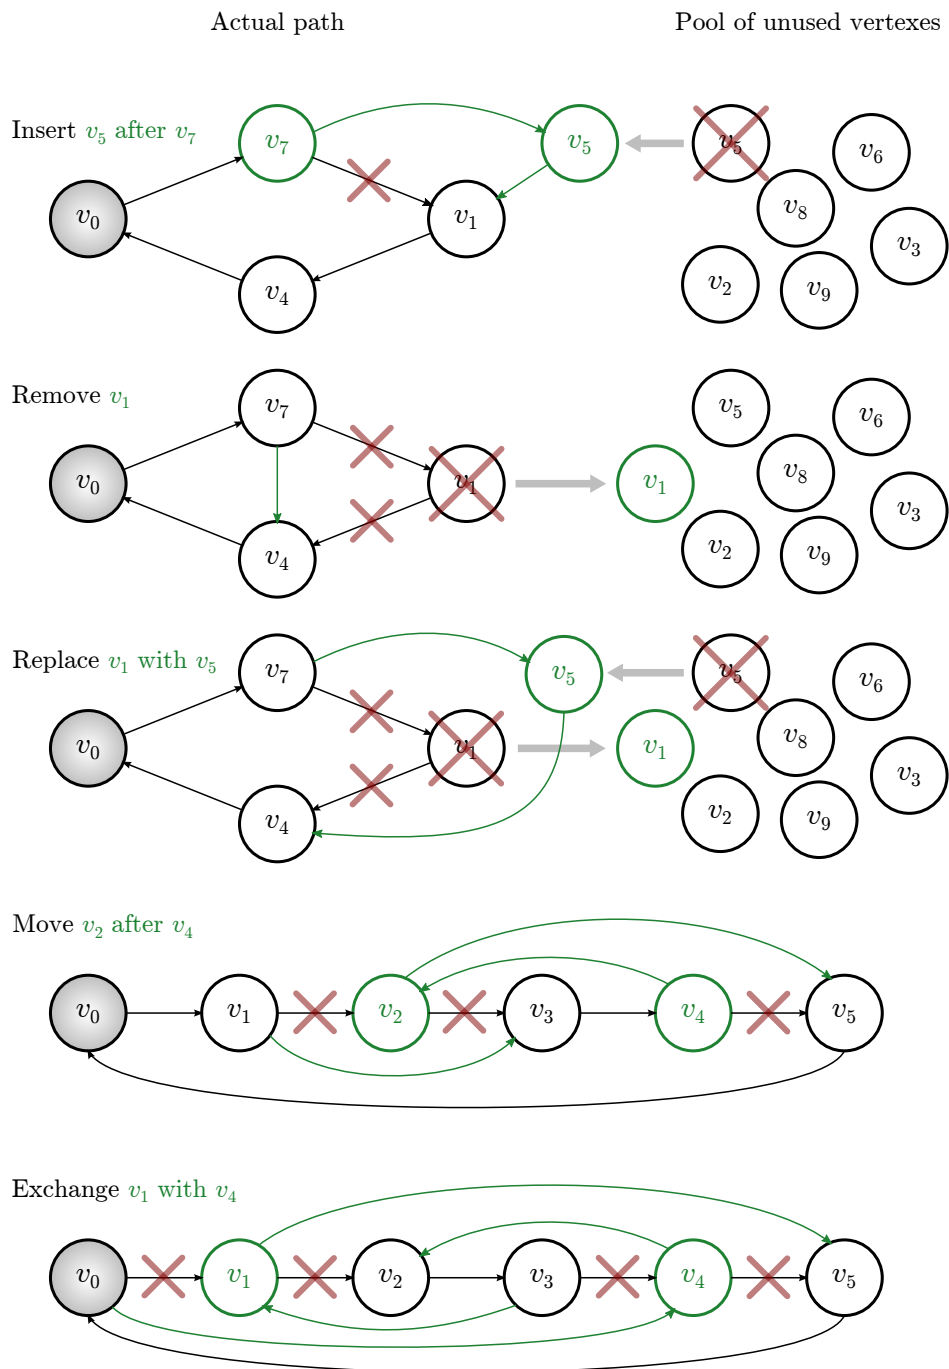 Actual path Pool of unused vertexes
Insert v₅ after v₇
v₇ v₅ v₅ v₆
v₀ v₁ v₈ v₃
v₄ v₂ v₉
Remove v₁
v₇ v₅ v₆
v₀ v₁ v₁ v₈ v₃
v₄ v₂ v₉
Replace v₁ with v₅
v₇ v₅ v₅ v₆
v₀ v₁ v₁ v₈ v₃
v₄ v₂ v₉
Move v₂ after v₄
v₀ v₁ v₂ v₃ v₄ v₅
Exchange v₁ with v₄
v₀ v₁ v₂ v₃ v₄ v₅